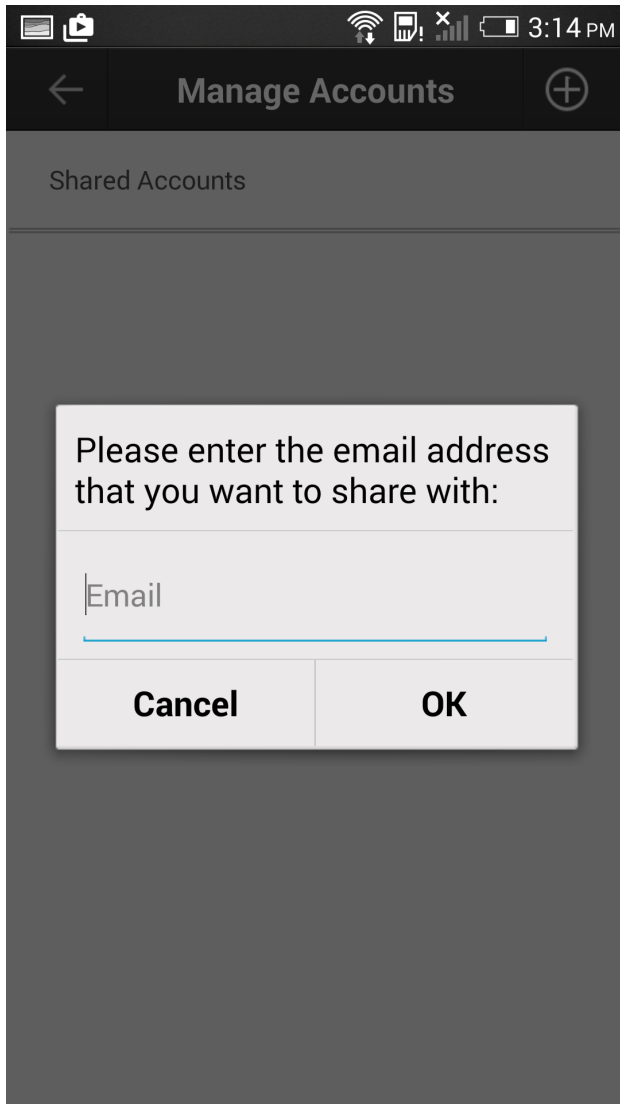 3:14 PM
Manage Accounts
Shared Accounts
Please enter the email address
that you want to share with:
Email
Cancel
OK